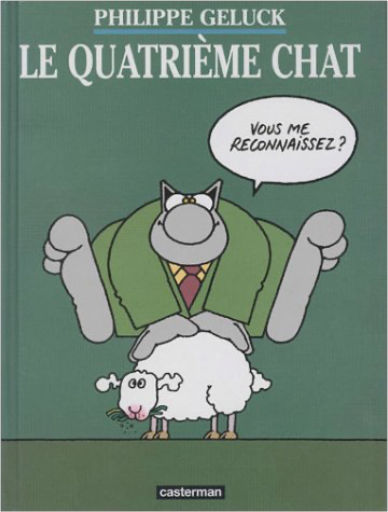 PHILIPPE GELUCK
LE QUATRIÈME CHAT
VOUS ME
RECONNAISSEZ?
casterman